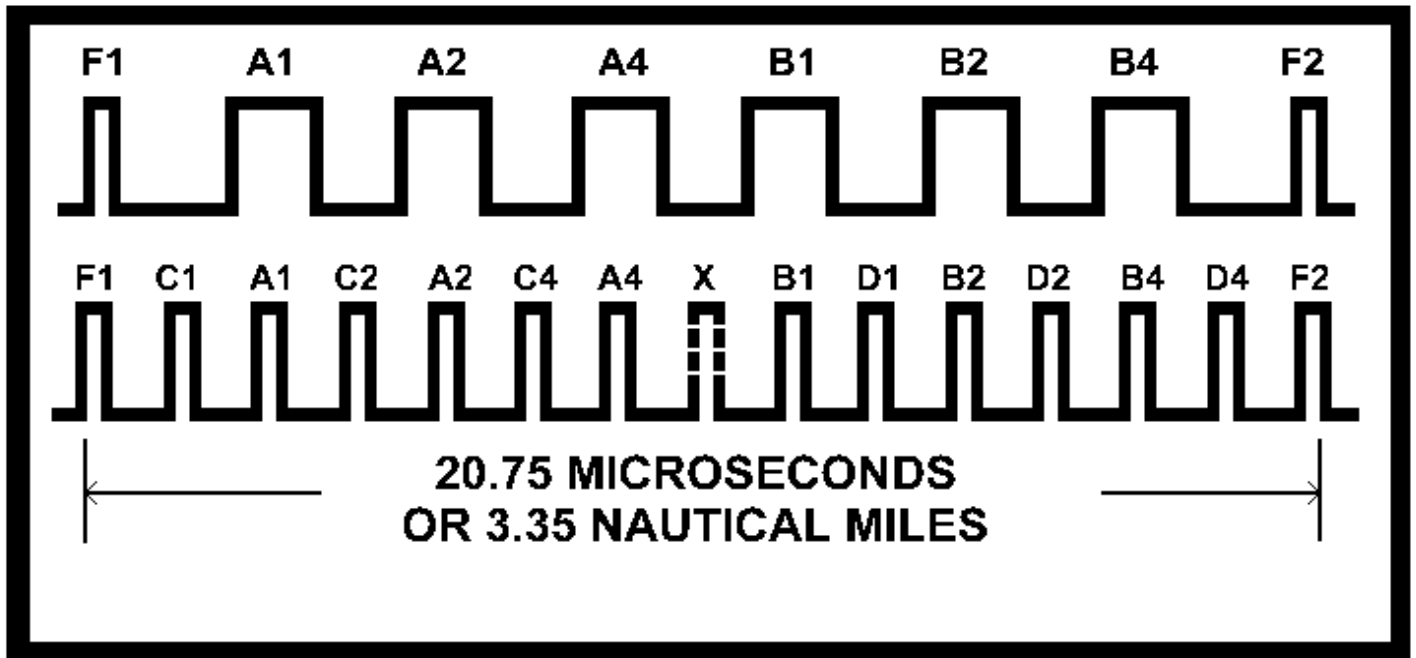 F1 A1 A2 A4 B1 B2 B4 F2
F1 C1 A1 C2 A2 C4 A4 X B1 D1 B2 D2 B4 D4 F2
20.75 MICROSECONDS
OR 3.35 NAUTICAL MILES